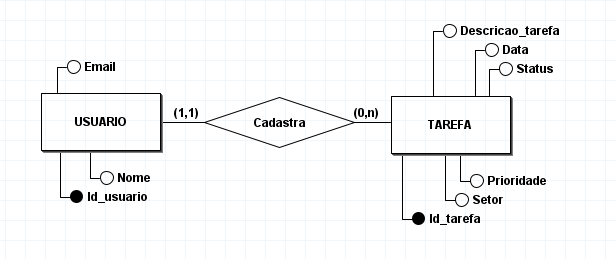 Descricao_tarefa
Data
Status
Email
USUARIO
(1,1)
Cadastra
(0,n)
TAREFA
Nome
Id_usuario
Prioridade
Setor
Id_tarefa